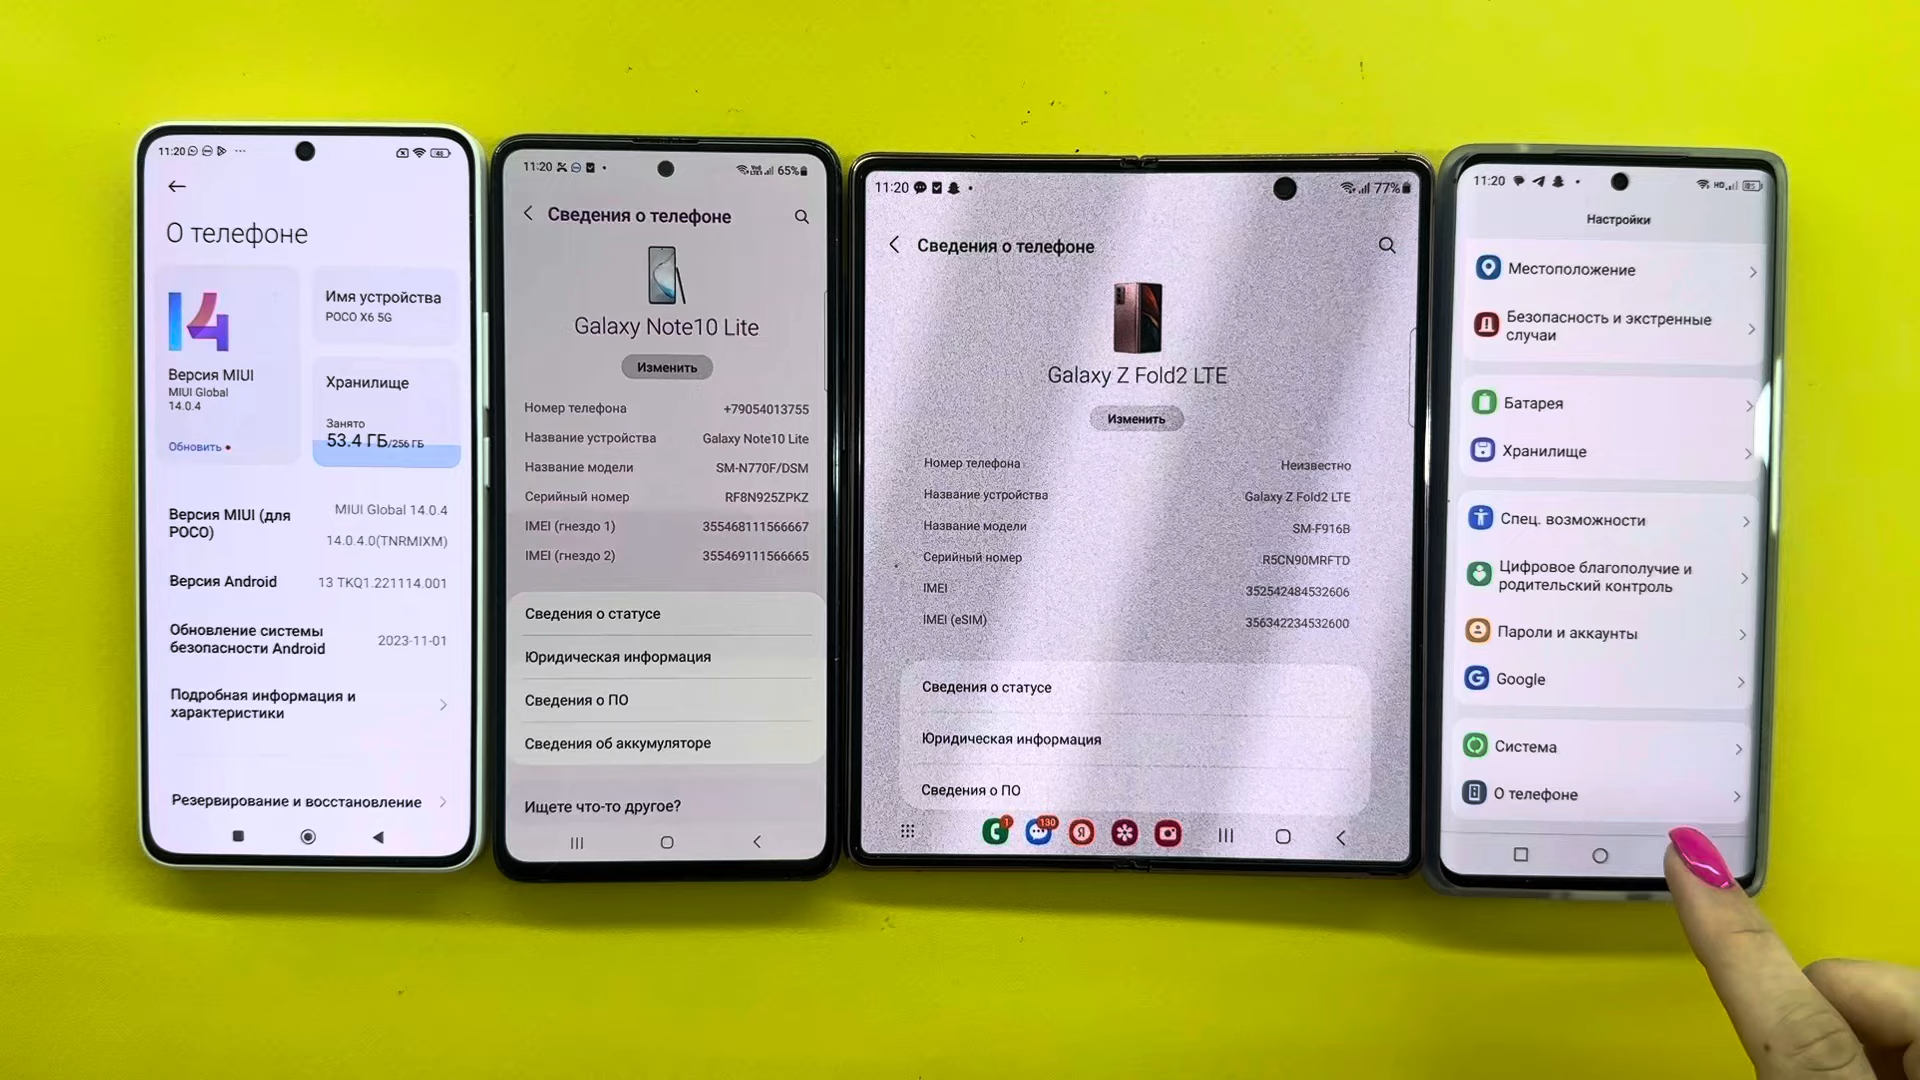 11:20
48
О телефоне
Версия MIUI
MIUI Global
14.0.4
Обновить
Имя устройства
POCO X6 5G
Хранилище
Занято
53.4 ГБ/256 ГБ
Версия MIUI (для
POCO)
MIUI Global 14.0.4
14.0.4.0(TNRMIXM)
Версия Android
13 TKQ1.221114.001
Обновление системы
безопасности Android
2023-11-01
Подробная информация и
характеристики
Резервирование и восстановление
11:20
65%
Сведения о телефоне
Galaxy Note10 Lite
Изменить
Номер телефона +79054013755
Название устройства Galaxy Note10 Lite
Название модели SM-N770F/DSM
Серийный номер RF8N925ZPKZ
IMEI (гнездо 1) 355468111566667
IMEI (гнездо 2) 355469111566665
Сведения о статусе
Юридическая информация
Сведения о ПО
Сведения об аккумуляторе
Ищете что-то другое?
11:20
77%
Сведения о телефоне
Galaxy Z Fold2 LTE
Изменить
Номер телефона Неизвестно
Название устройства Galaxy Z Fold2 LTE
Название модели SM-F916B
Серийный номер R5CN90MRFTD
IMEI 352542484532606
IMEI (eSIM) 356342234532600
Сведения о статусе
Юридическая информация
Сведения о ПО
1
130
Я
11:20
HD
85
Настройки
Местоположение
Безопасность и экстренные
случаи
Батарея
Хранилище
Спец. возможности
Цифровое благополучие и
родительский контроль
Пароли и аккаунты
Google
Система
О телефоне